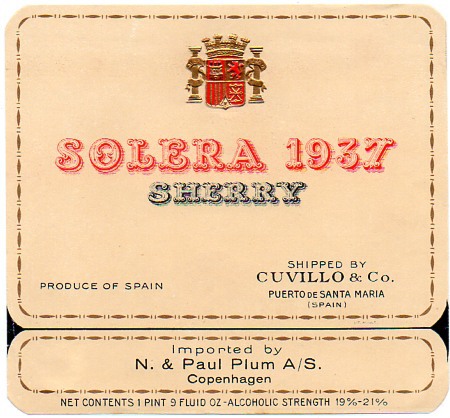 SOLERA 1937
SHERRY
PRODUCE OF SPAIN
SHIPPED BY
CUVILLO & Co.
PUERTO DE SANTA MARIA
(SPAIN)
Imported by
N. & Paul Plum A/S.
Copenhagen
NET CONTENTS 1 PINT 9 FLUID OZ-ALCOHOLIC STRENGTH 19%-21%